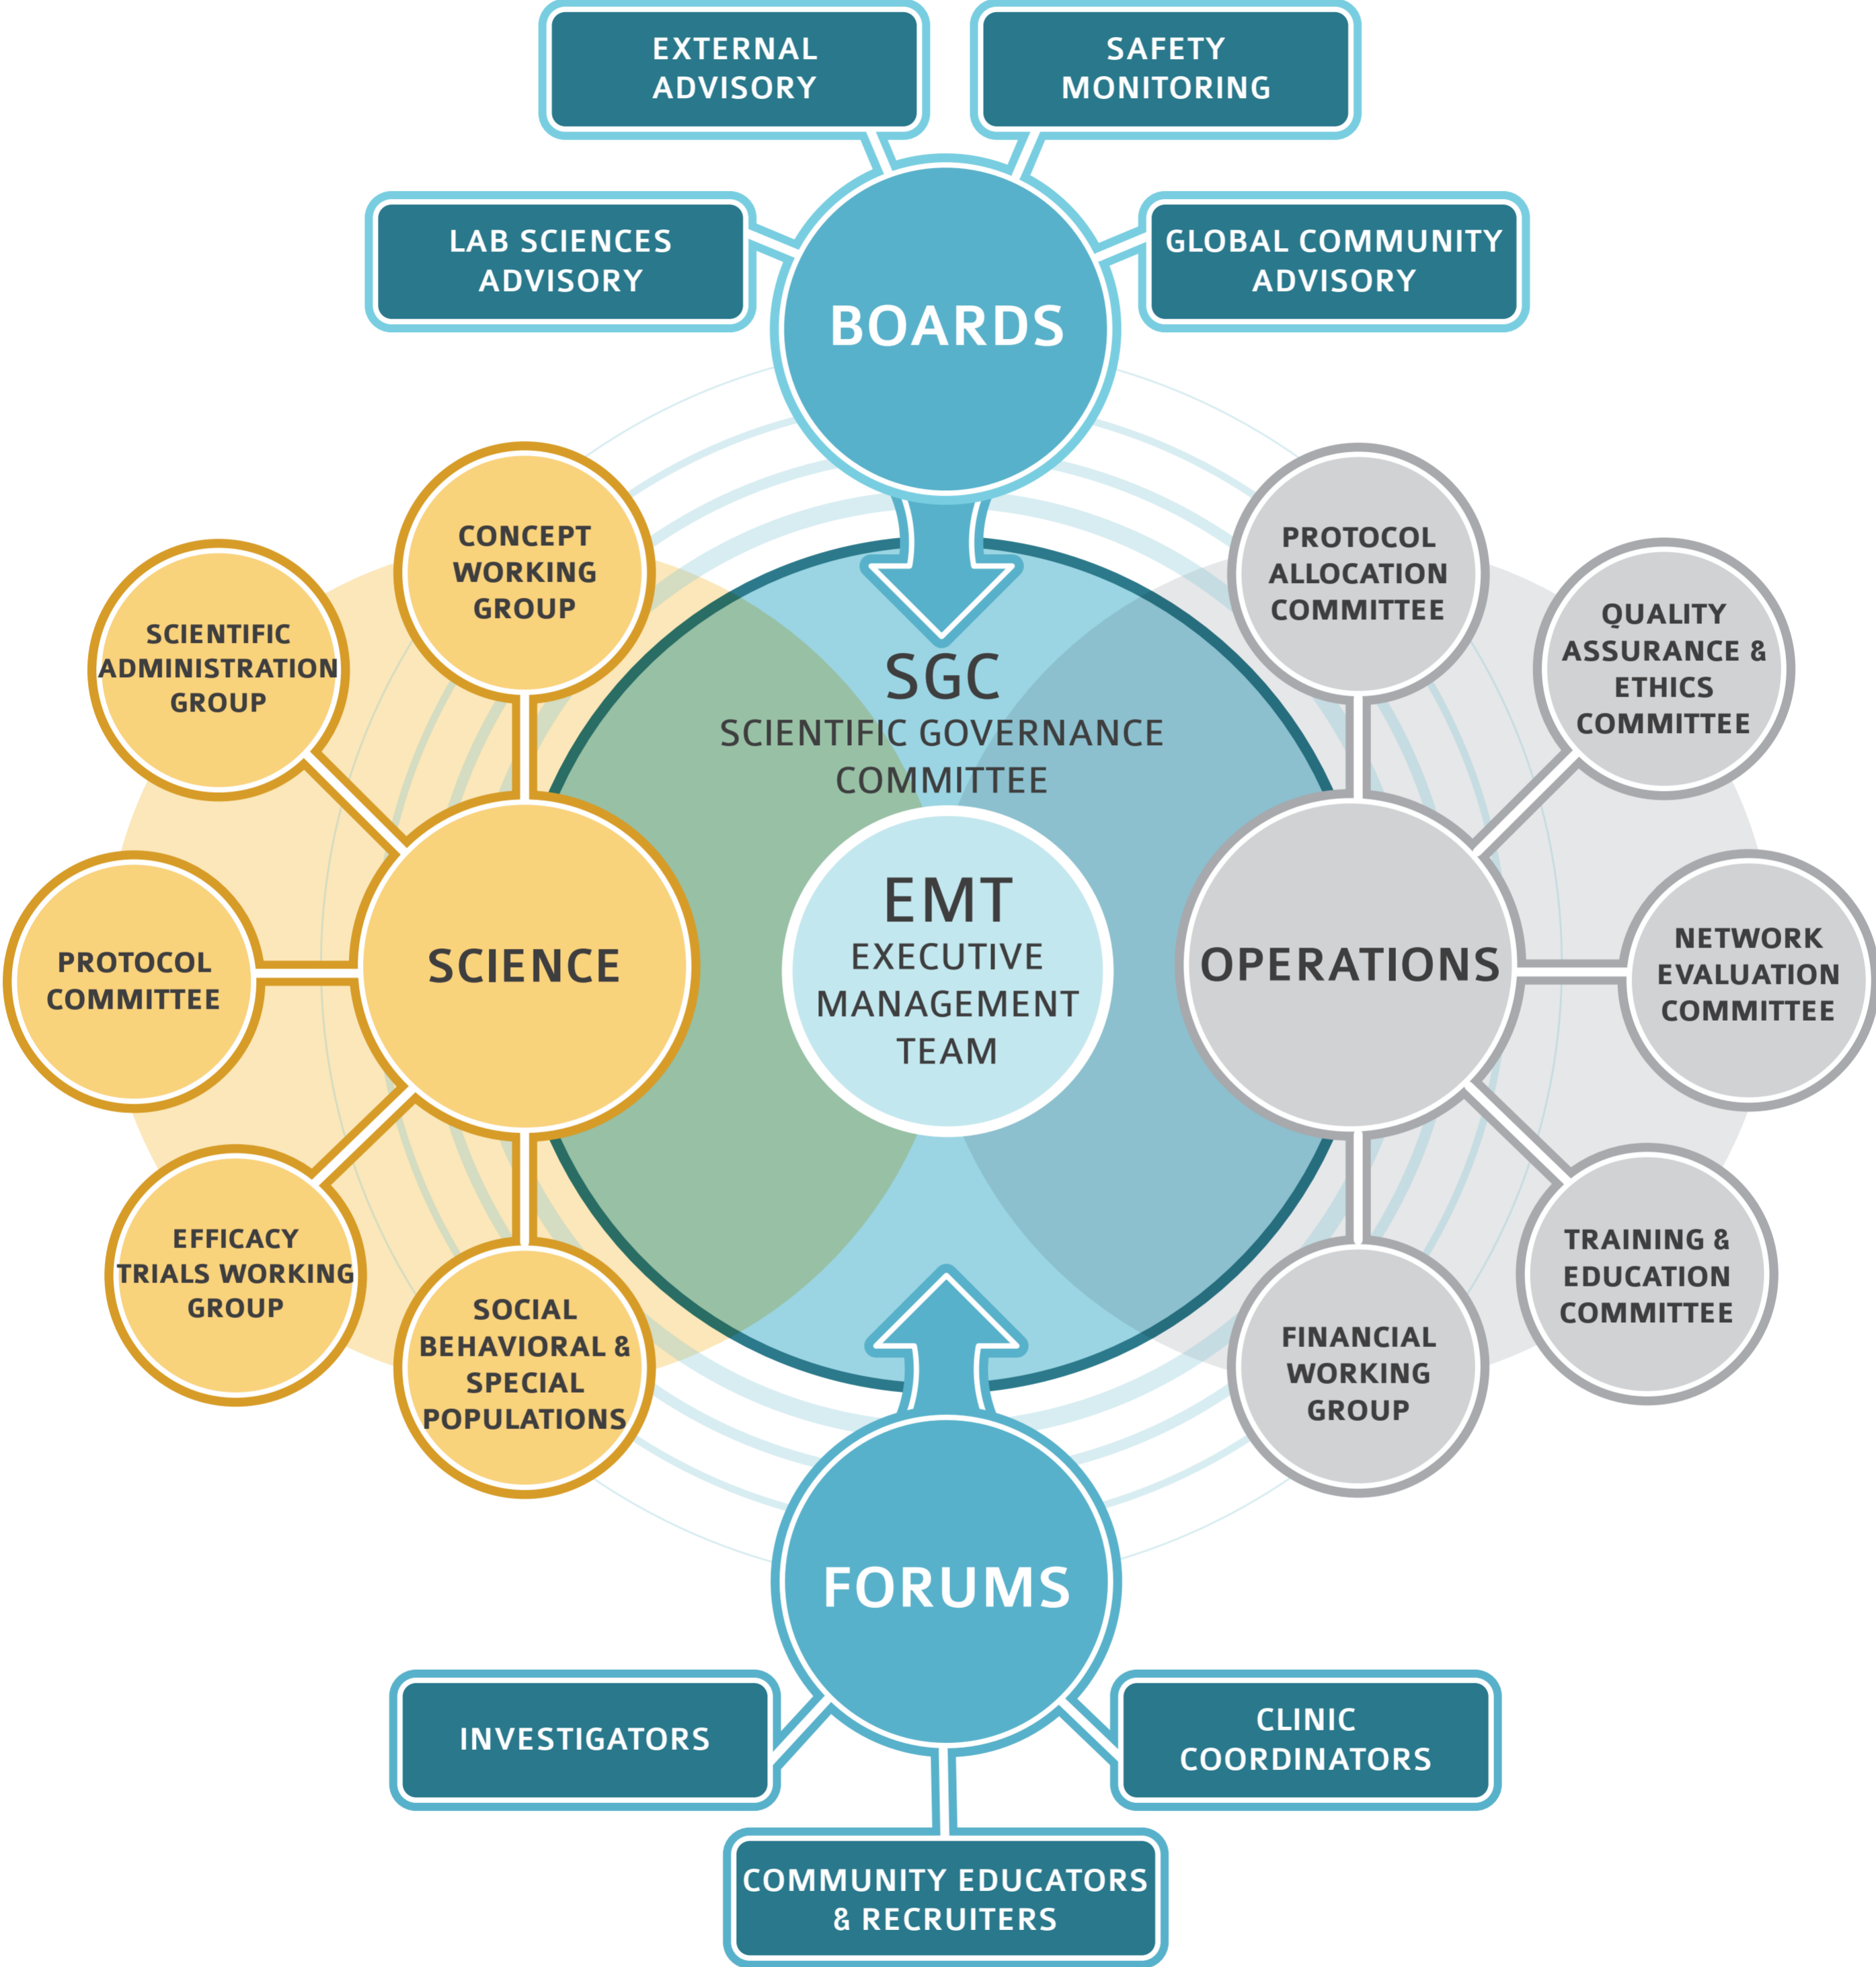 EXTERNAL
ADVISORY
SAFETY
MONITORING
LAB SCIENCES
ADVISORY
GLOBAL COMMUNITY
ADVISORY
BOARDS
CONCEPT
WORKING
GROUP
SCIENTIFIC
ADMINISTRATION
GROUP
PROTOCOL
COMMITTEE
EFFICACY
TRIALS WORKING
GROUP
SOCIAL
BEHAVIORAL &
SPECIAL
POPULATIONS
SCIENCE
SGC
SCIENTIFIC GOVERNANCE
COMMITTEE
EMT
EXECUTIVE
MANAGEMENT
TEAM
OPERATIONS
PROTOCOL
ALLOCATION
COMMITTEE
QUALITY
ASSURANCE &
ETHICS
COMMITTEE
NETWORK
EVALUATION
COMMITTEE
TRAINING &
EDUCATION
COMMITTEE
FINANCIAL
WORKING
GROUP
FORUMS
INVESTIGATORS
CLINIC
COORDINATORS
COMMUNITY EDUCATORS
& RECRUITERS